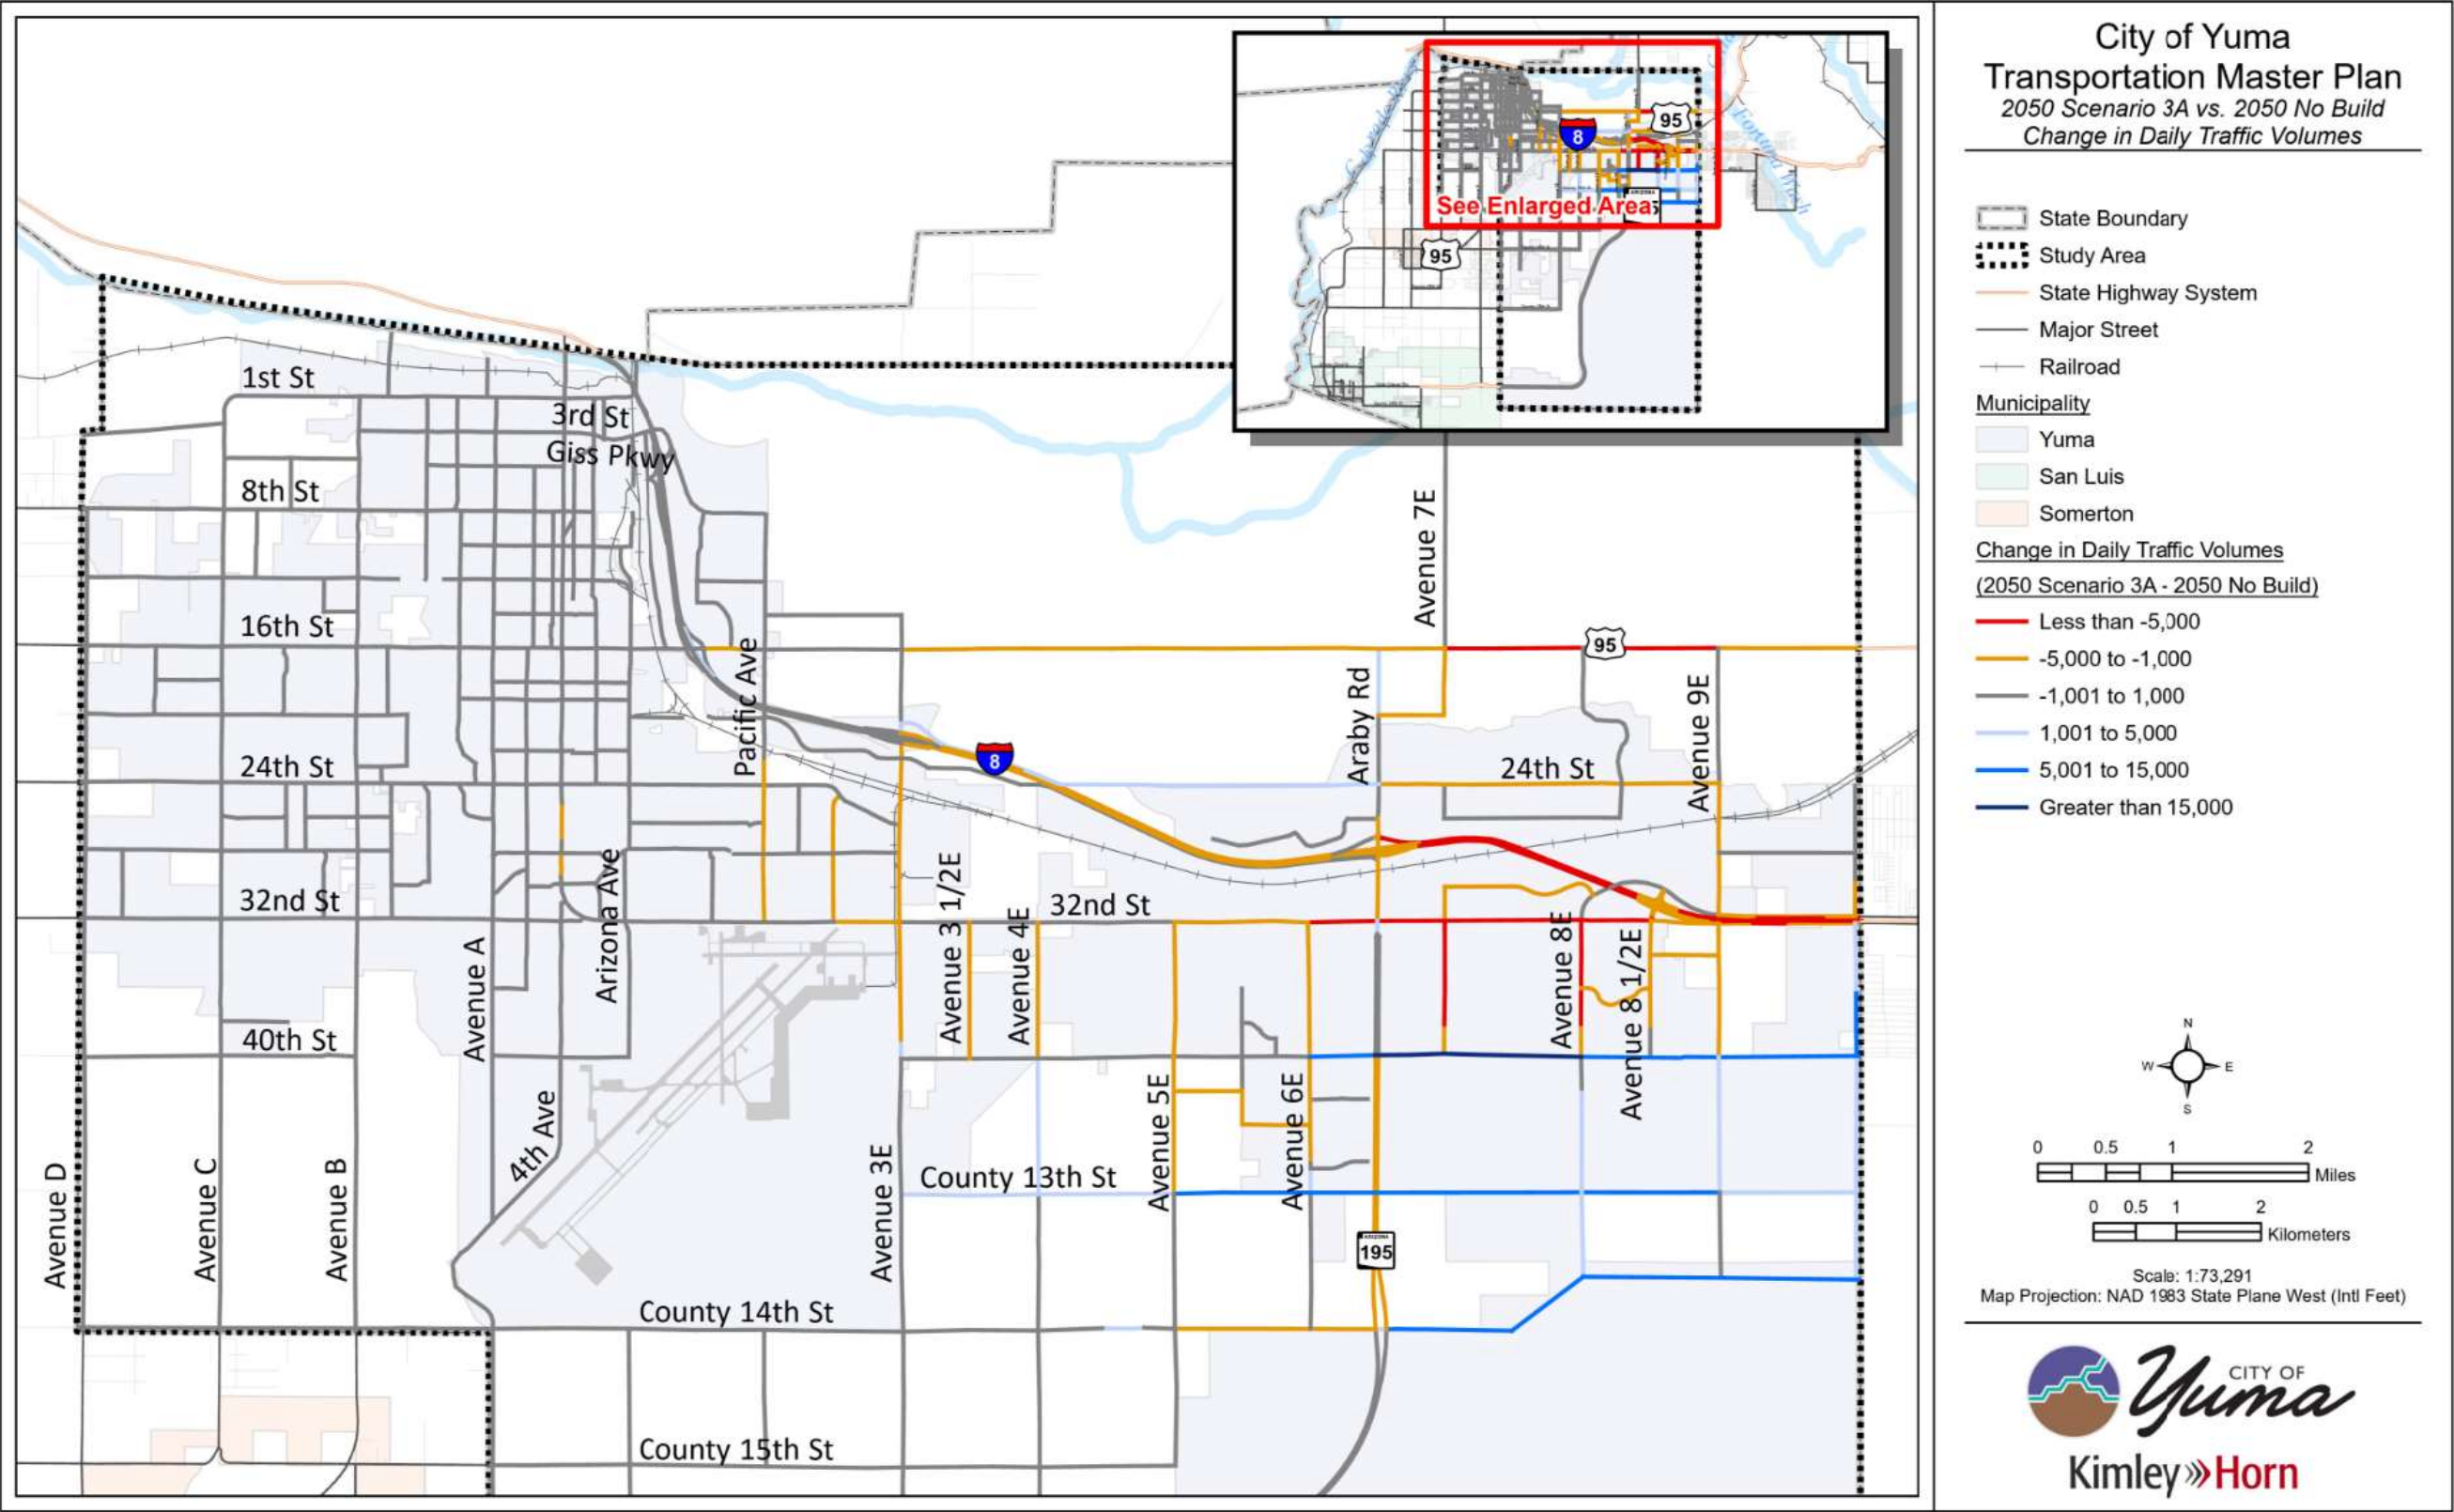 City of Yuma
Transportation Master Plan
2050 Scenario 3A vs. 2050 No Build
Change in Daily Traffic Volumes
State Boundary
Study Area
State Highway System
Major Street
Railroad
Municipality
Yuma
San Luis
Somerton
Change in Daily Traffic Volumes
(2050 Scenario 3A - 2050 No Build)
Less than -5,000
-5,000 to -1,000
-1,001 to 1,000
1,001 to 5,000
5,001 to 15,000
Greater than 15,000
N
W E
S
0 0.5 1 2
Miles
0 0.5 1 2
Kilometers
Scale: 1:73,291
Map Projection: NAD 1983 State Plane West (Intl Feet)
CITY OF
Yuma
Kimley»Horn
95
8
See Enlarged Area
95
Fortuna Wash
1st St
3rd St
Giss Pkwy
8th St
16th St
24th St
32nd St
40th St
Pacific Ave
Avenue 7E
95
Araby Rd
Avenue 9E
24th St
8
Arizona Ave
Avenue A
Avenue 3 1/2E
Avenue 4E
32nd St
Avenue 8E
Avenue 8 1/2E
4th Ave
Avenue D
Avenue C
Avenue B
Avenue 3E
County 13th St
Avenue 5E
Avenue 6E
ARIZONA
195
County 14th St
County 15th St